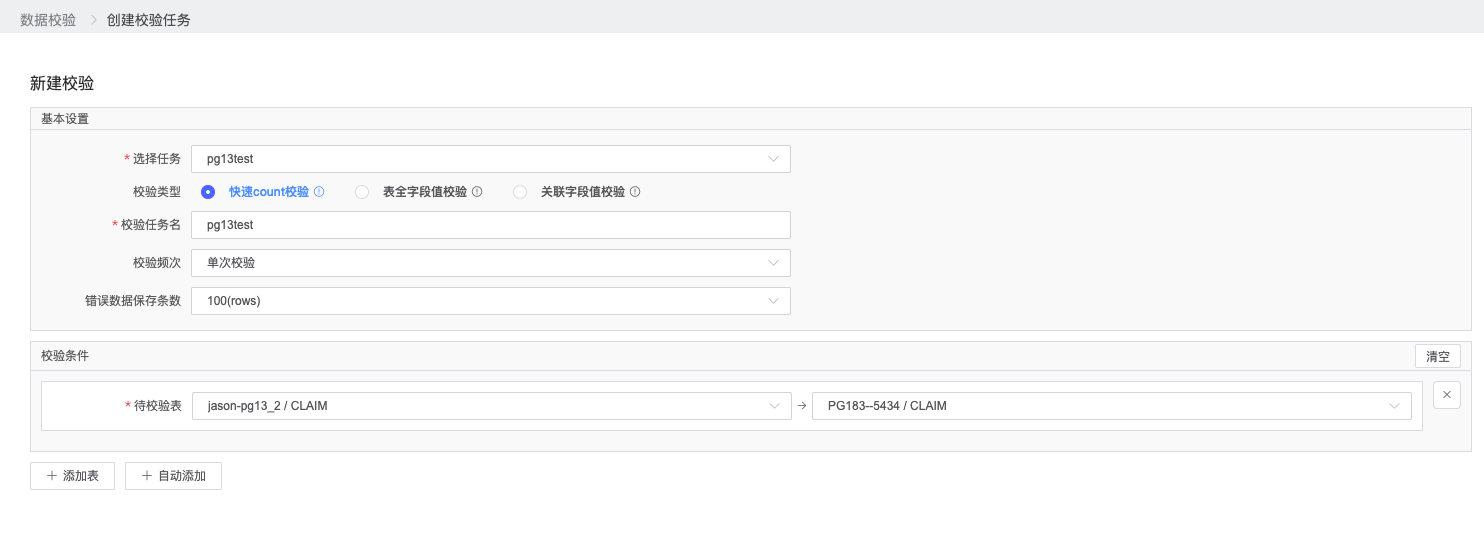 数据校验 > 创建校验任务
新建校验
基本设置
* 选择任务 pg13test
校验类型 快速count校验 表全字段值校验 关联字段值校验
* 校验任务名 pg13test
校验频次 单次校验
错误数据保存条数 100(rows)
校验条件 清空
* 待校验表 jason-pg13_2 / CLAIM → PG183--5434 / CLAIM ×
+ 添加表 + 自动添加